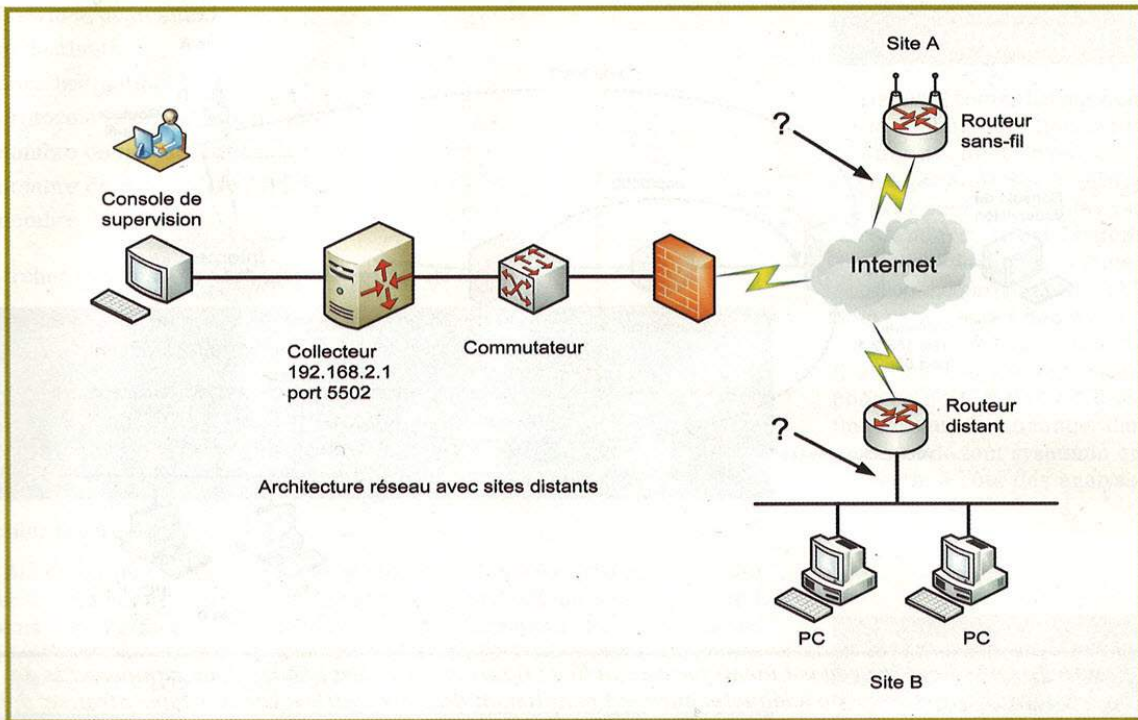 Site A
?
Routeur
sans-fil
Console de
supervision
Internet
Collecteur
192.168.2.1
port 5502
Commutateur
Routeur
distant
?
Architecture réseau avec sites distants
PC
PC
Site B